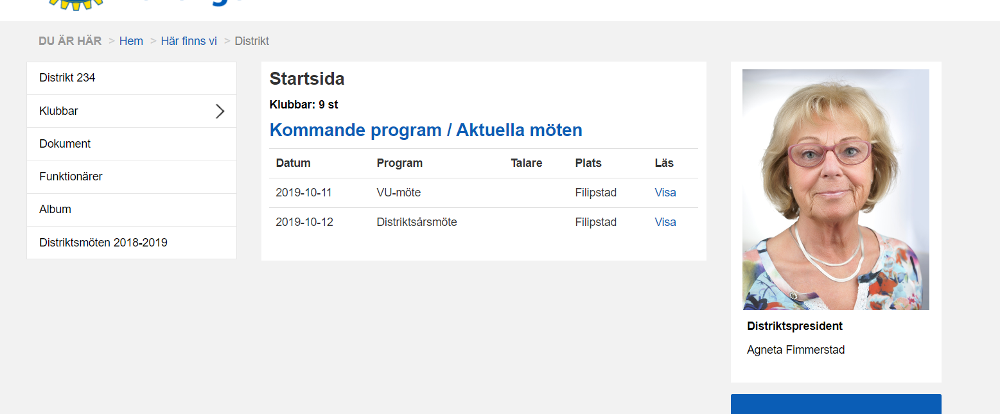 DU ÄR HÄR > Hem > Här finns vi > Distrikt
Distrikt 234
Klubbar
Dokument
Funktionärer
Album
Distriktsmöten 2018-2019
Startsida
Klubbar: 9 st
Kommande program / Aktuella möten
Datum Program Talare Plats Läs
2019-10-11 VU-möte Filipstad Visa
2019-10-12 Distriktsårsmöte Filipstad Visa
Distriktspresident
Agneta Fimmerstad